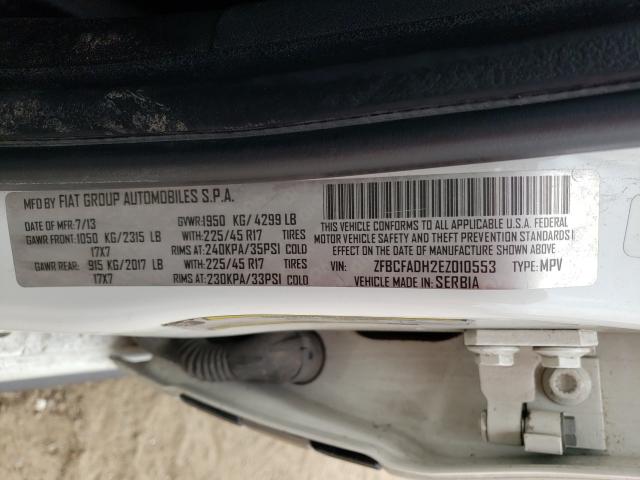 MFD BY FIAT GROUP AUTOMOBILES S.P.A.
DATE OF MFR:7/13 GVWR:1950 KG/ 4299 LB
GAWR FRONT:1050 KG/2315 LB WITH:225/45 R17 TIRES
17X7 RIMS AT:240KPA/35PSI COLD
GAWR REAR: 915 KG/2017 LB WITH:225/45 R17 TIRES
17X7 RIMS AT:230KPA/33PSI COLD
THIS VEHICLE CONFORMS TO ALL APPLICABLE U.S.A. FEDERAL
MOTOR VEHICLE SAFETY AND THEFT PREVENTION STANDARDS IN
EFFECT ON THE DATE OF MANUFACTURE SHOWN ABOVE
VIN: ZFBCFADH2EZ010553 TYPE: MPV
VEHICLE MADE IN: SERBIA